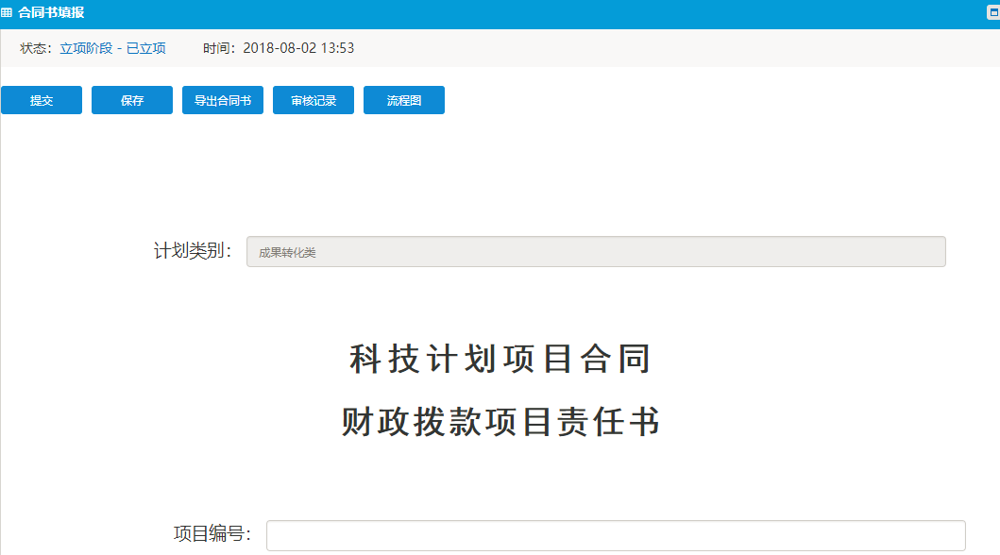 合同书填报
状态：立项阶段 - 已立项 时间：2018-08-02 13:53
提交 保存 导出合同书 审核记录 流程图
计划类别： 成果转化类
科技计划项目合同
财政拨款项目责任书
项目编号：